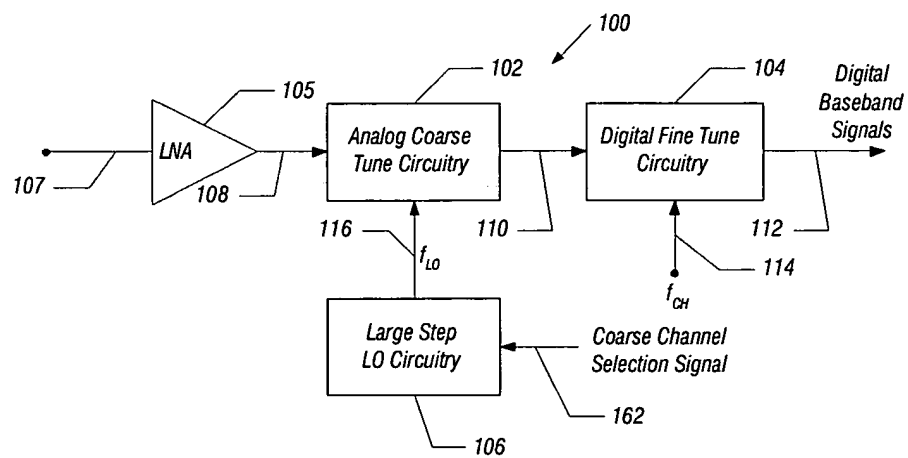 100
102
104
Digital
Baseband
Signals
105
LNA
Analog Coarse
Tune Circuitry
Digital Fine Tune
Circuitry
107
108
116
110
112
114
f_LO
f_CH
Large Step
LO Circuitry
Coarse Channel
Selection Signal
162
106